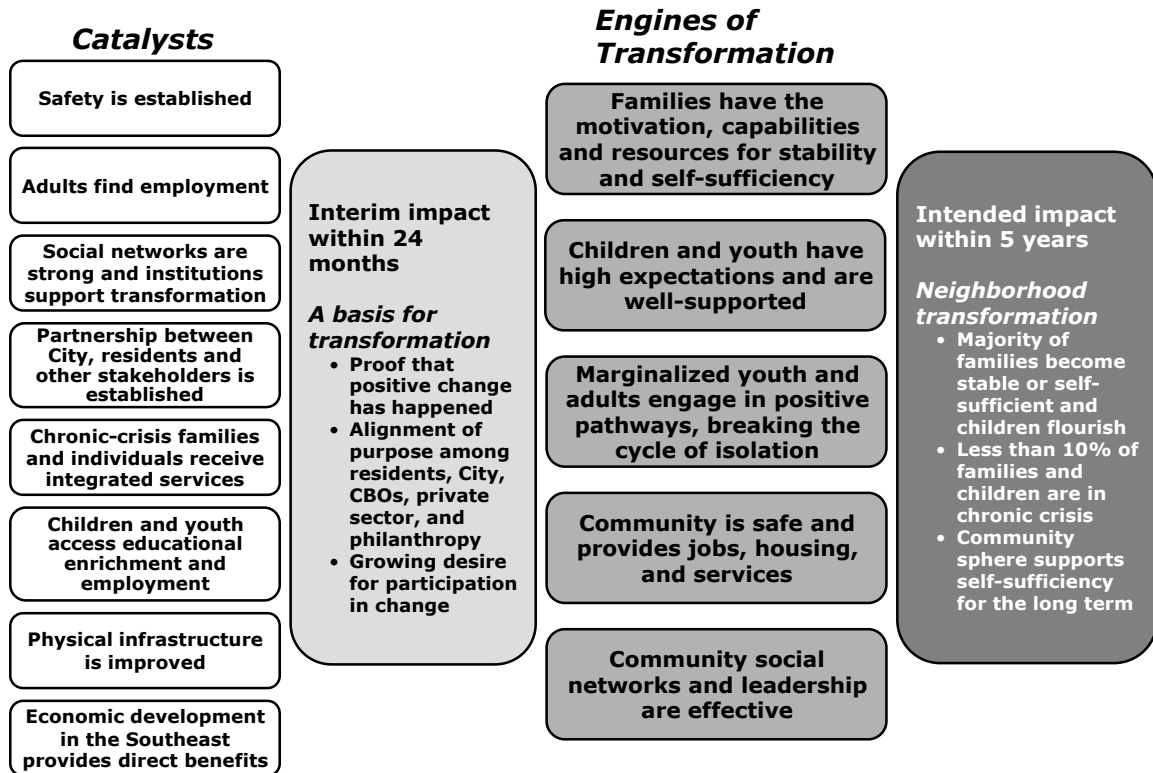 Catalysts
Safety is established
Adults find employment
Social networks are
strong and institutions
support transformation
Partnership between
City, residents and
other stakeholders is
established
Chronic-crisis families
and individuals receive
integrated services
Children and youth
access educational
enrichment and
employment
Physical infrastructure
is improved
Economic development
in the Southeast
provides direct benefits
Interim impact
within 24
months
A basis for
transformation
• Proof that
positive change
has happened
• Alignment of
purpose among
residents, City,
CBOs, private
sector, and
philanthropy
• Growing desire
for participation
in change
Engines of
Transformation
Families have the
motivation, capabilities
and resources for stability
and self-sufficiency
Children and youth have
high expectations and are
well-supported
Marginalized youth and
adults engage in positive
pathways, breaking the
cycle of isolation
Community is safe and
provides jobs, housing,
and services
Community social
networks and leadership
are effective
Intended impact
within 5 years
Neighborhood
transformation
• Majority of
families become
stable or self-
sufficient and
children flourish
• Less than 10% of
families and
children are in
chronic crisis
• Community
sphere supports
self-sufficiency
for the long term